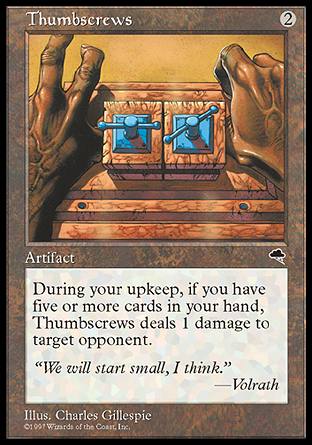 Thumbscrews 2
Artifact
During your upkeep, if you have
five or more cards in your hand,
Thumbscrews deals 1 damage to
target opponent.
“We will start small, I think.”
—Volrath
Illus. Charles Gillespie
©1997 Wizards of the Coast, Inc.